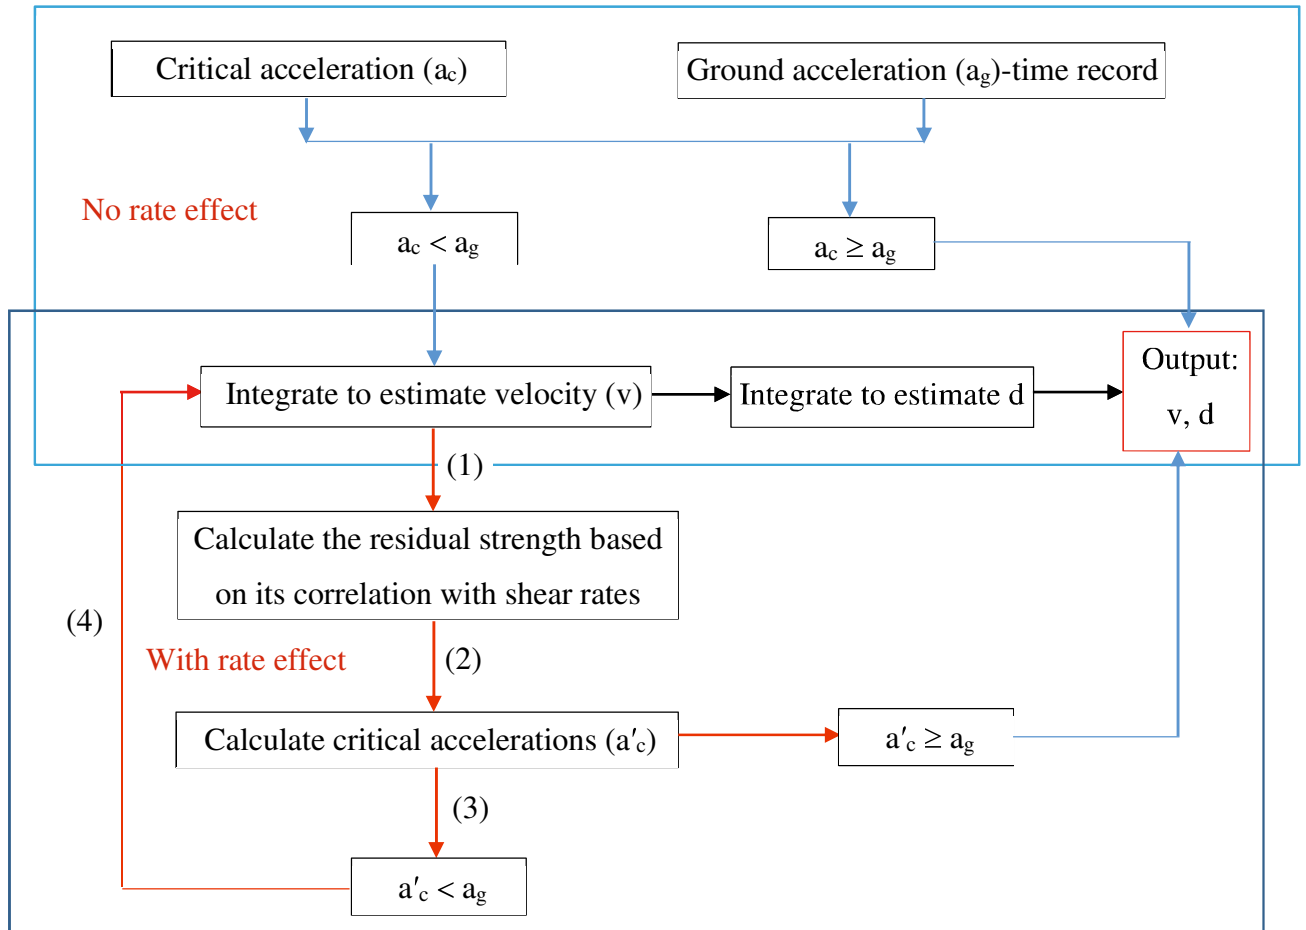 Critical acceleration (ac)
Ground acceleration (ag)-time record
No rate effect
ac < ag
ac ≥ ag
Integrate to estimate velocity (v)
Integrate to estimate d
Output:
v, d
(1)
Calculate the residual strength based
on its correlation with shear rates
(4)
With rate effect
(2)
Calculate critical accelerations (a′c)
a′c ≥ ag
(3)
a′c < ag